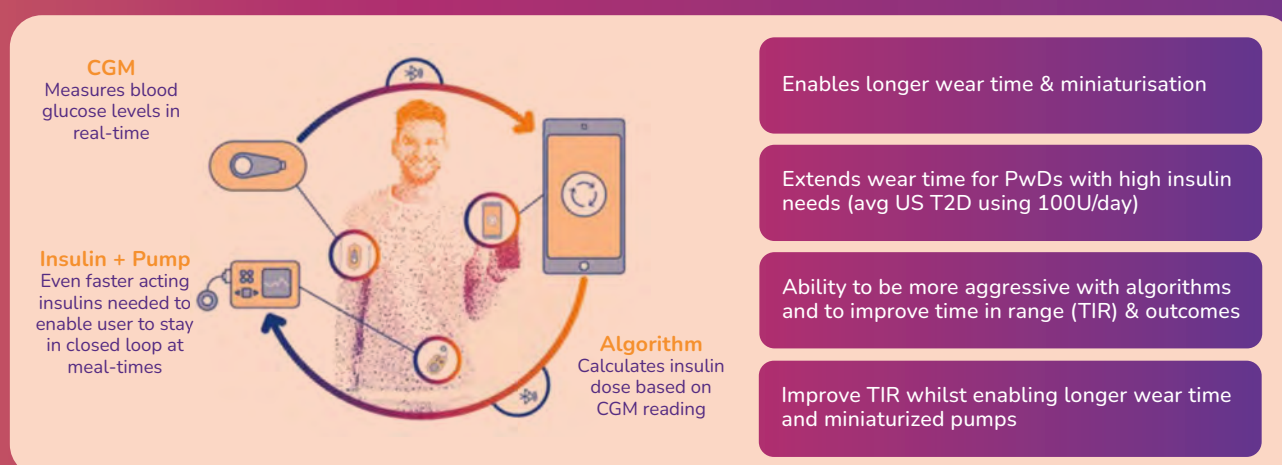 CGM
Measures blood
glucose levels in
real-time
Insulin + Pump
Even faster acting
insulins needed to
enable user to stay
in closed loop at
meal-times
Algorithm
Calculates insulin
dose based on
CGM reading
Enables longer wear time & miniaturisation
Extends wear time for PwDs with high insulin
needs (avg US T2D using 100U/day)
Ability to be more aggressive with algorithms
and to improve time in range (TIR) & outcomes
Improve TIR whilst enabling longer wear time
and miniaturized pumps